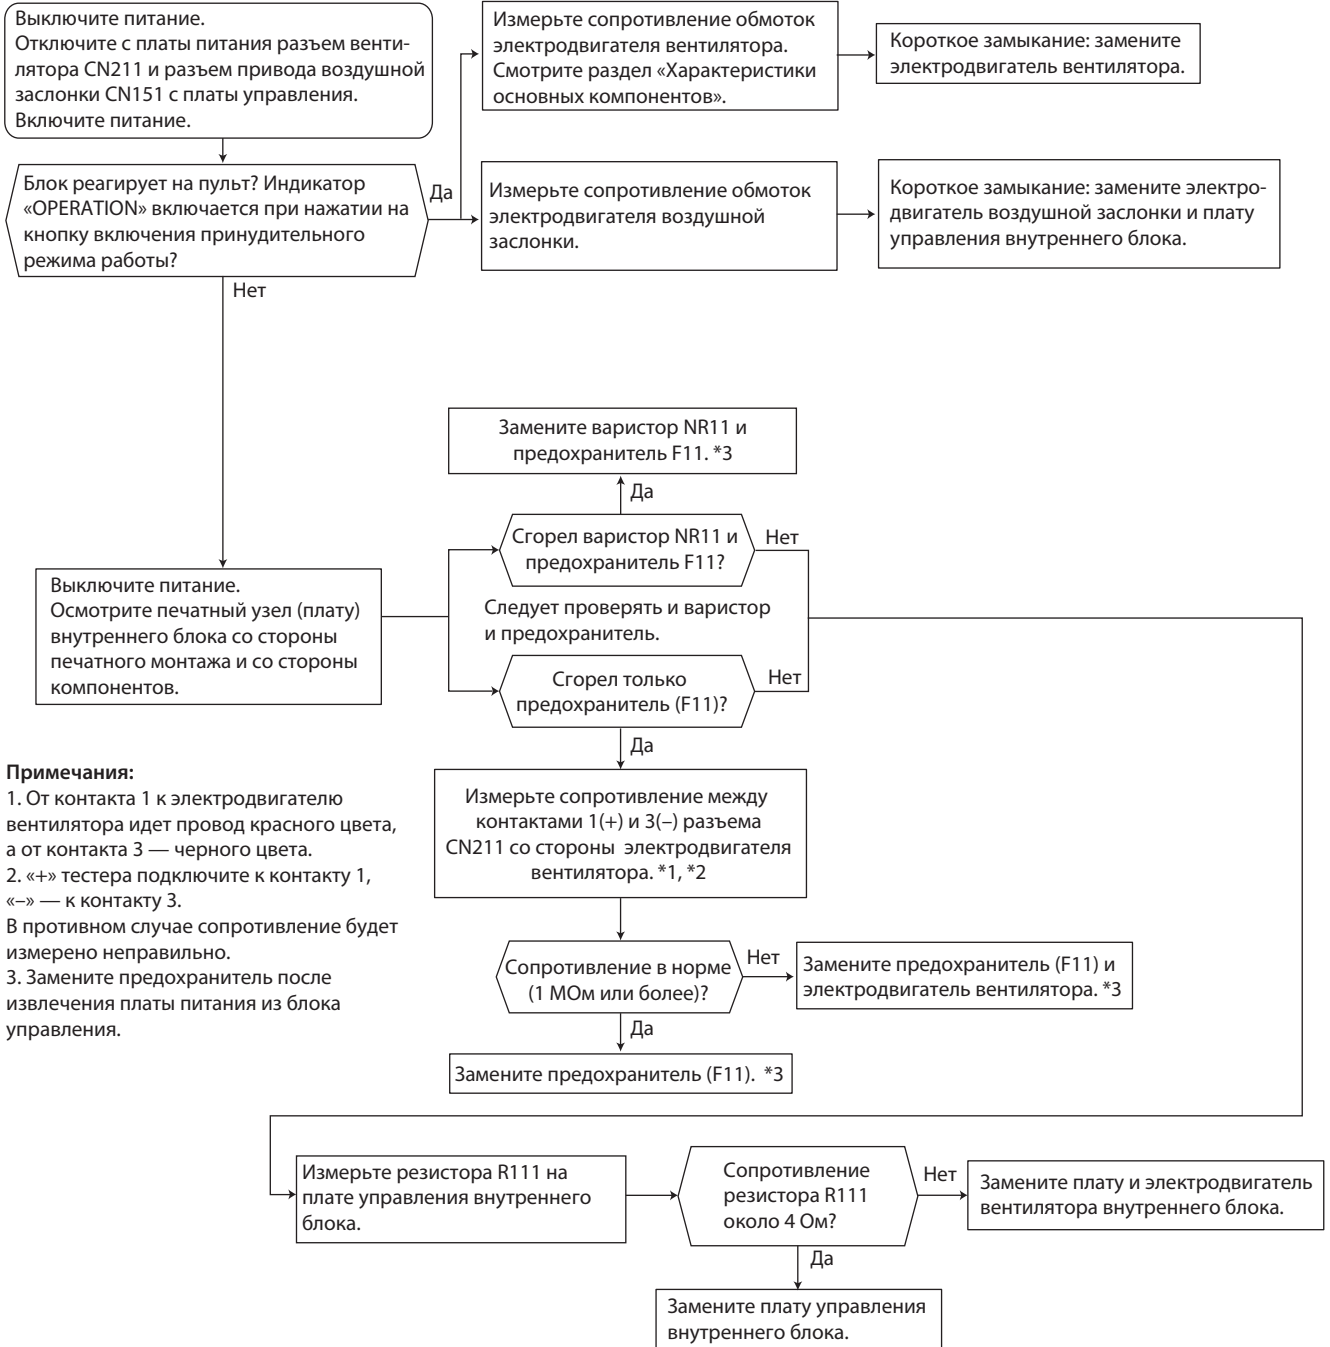 Выключите питание.
Отключите с платы питания разъем венти-
лятора CN211 и разъем привода воздушной
заслонки CN151 с платы управления.
Включите питание.
Измерьте сопротивление обмоток
электродвигателя вентилятора.
Смотрите раздел «Характеристики
основных компонентов».
Короткое замыкание: замените
электродвигатель вентилятора.
Блок реагирует на пульт? Индикатор
«OPERATION» включается при нажатии на
кнопку включения принудительного
режима работы?
Да
Измерьте сопротивление обмоток
электродвигателя воздушной
заслонки.
Короткое замыкание: замените электро-
двигатель воздушной заслонки и плату
управления внутреннего блока.
Нет
Замените варистор NR11 и
предохранитель F11. *3
Да
Сгорел варистор NR11 и
предохранитель F11?
Нет
Выключите питание.
Осмотрите печатный узел (плату)
внутреннего блока со стороны
печатного монтажа и со стороны
компонентов.
Следует проверять и варистор
и предохранитель.
Сгорел только
предохранитель (F11)?
Нет
Да
Примечания:
1. От контакта 1 к электродвигателю
вентилятора идет провод красного цвета,
а от контакта 3 — черного цвета.
2. «+» тестера подключите к контакту 1,
«–» — к контакту 3.
В противном случае сопротивление будет
измерено неправильно.
3. Замените предохранитель после
извлечения платы питания из блока
управления.
Измерьте сопротивление между
контактами 1(+) и 3(–) разъема
CN211 со стороны электродвигателя
вентилятора. *1, *2
Сопротивление в норме
(1 МОм или более)?
Нет
Замените предохранитель (F11) и
электродвигатель вентилятора. *3
Да
Замените предохранитель (F11). *3
Измерьте резистора R111 на
плате управления внутреннего
блока.
Сопротивление
резистора R111
около 4 Ом?
Нет
Замените плату и электродвигатель
вентилятора внутреннего блока.
Да
Замените плату управления
внутреннего блока.